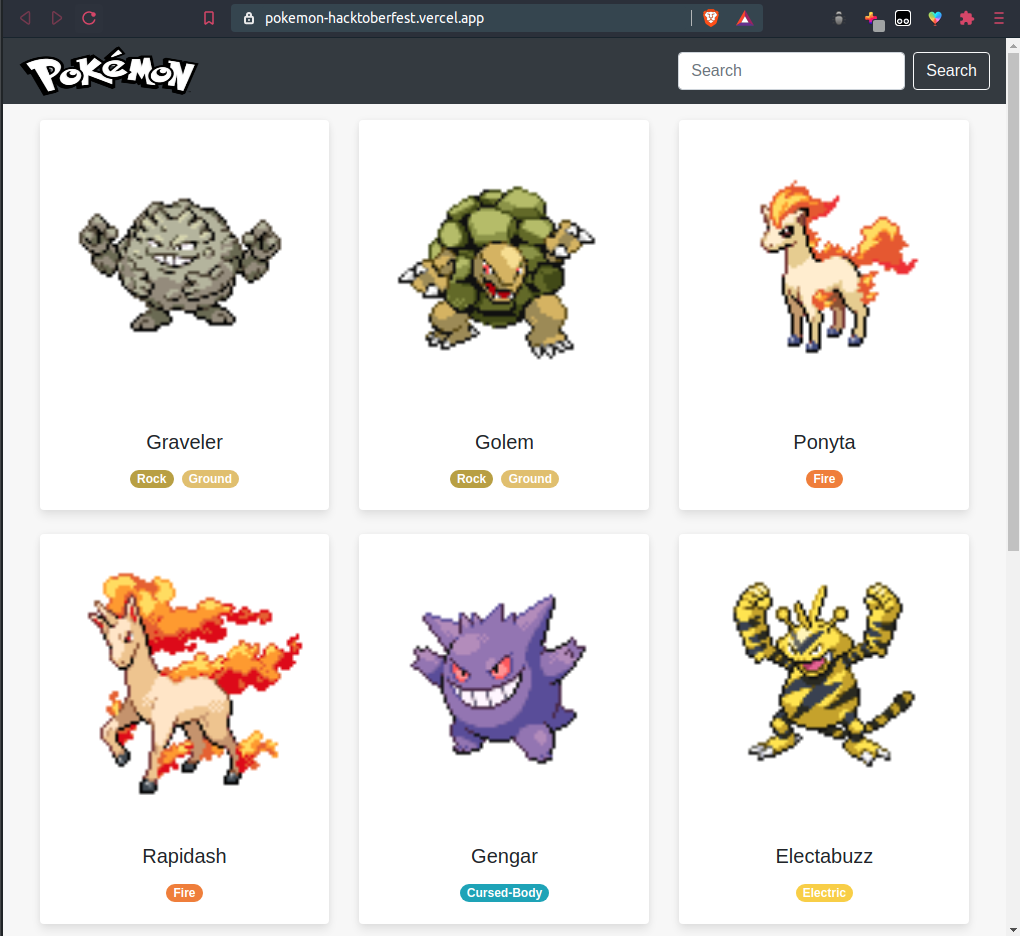 pokemon-hacktoberfest.vercel.app
POKéMON
Search Search
Graveler
Rock Ground
Golem
Rock Ground
Ponyta
Fire
Rapidash
Fire
Gengar
Cursed-Body
Electabuzz
Electric